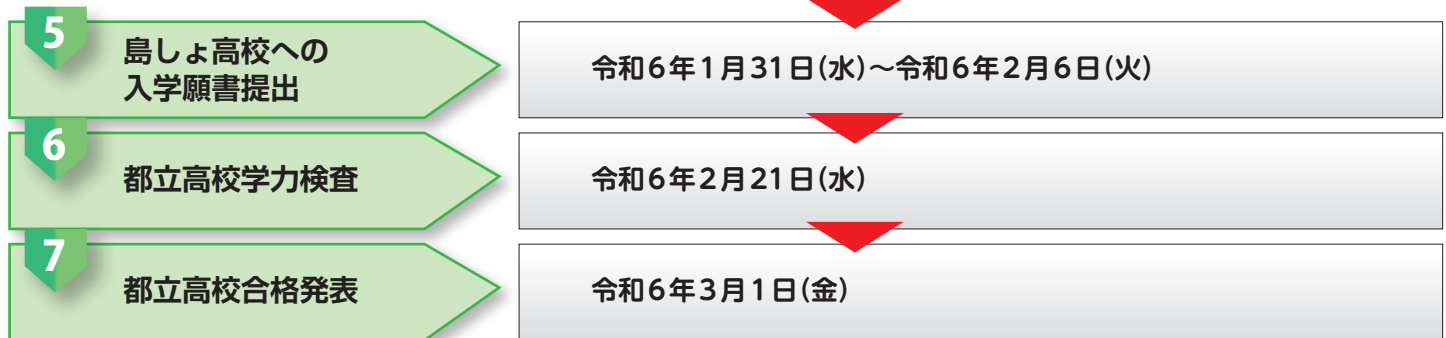 5
島しょ高校への
入学願書提出
令和6年1月31日(水)~令和6年2月6日(火)
6
都立高校学力検査
令和6年2月21日(水)
7
都立高校合格発表
令和6年3月1日(金)